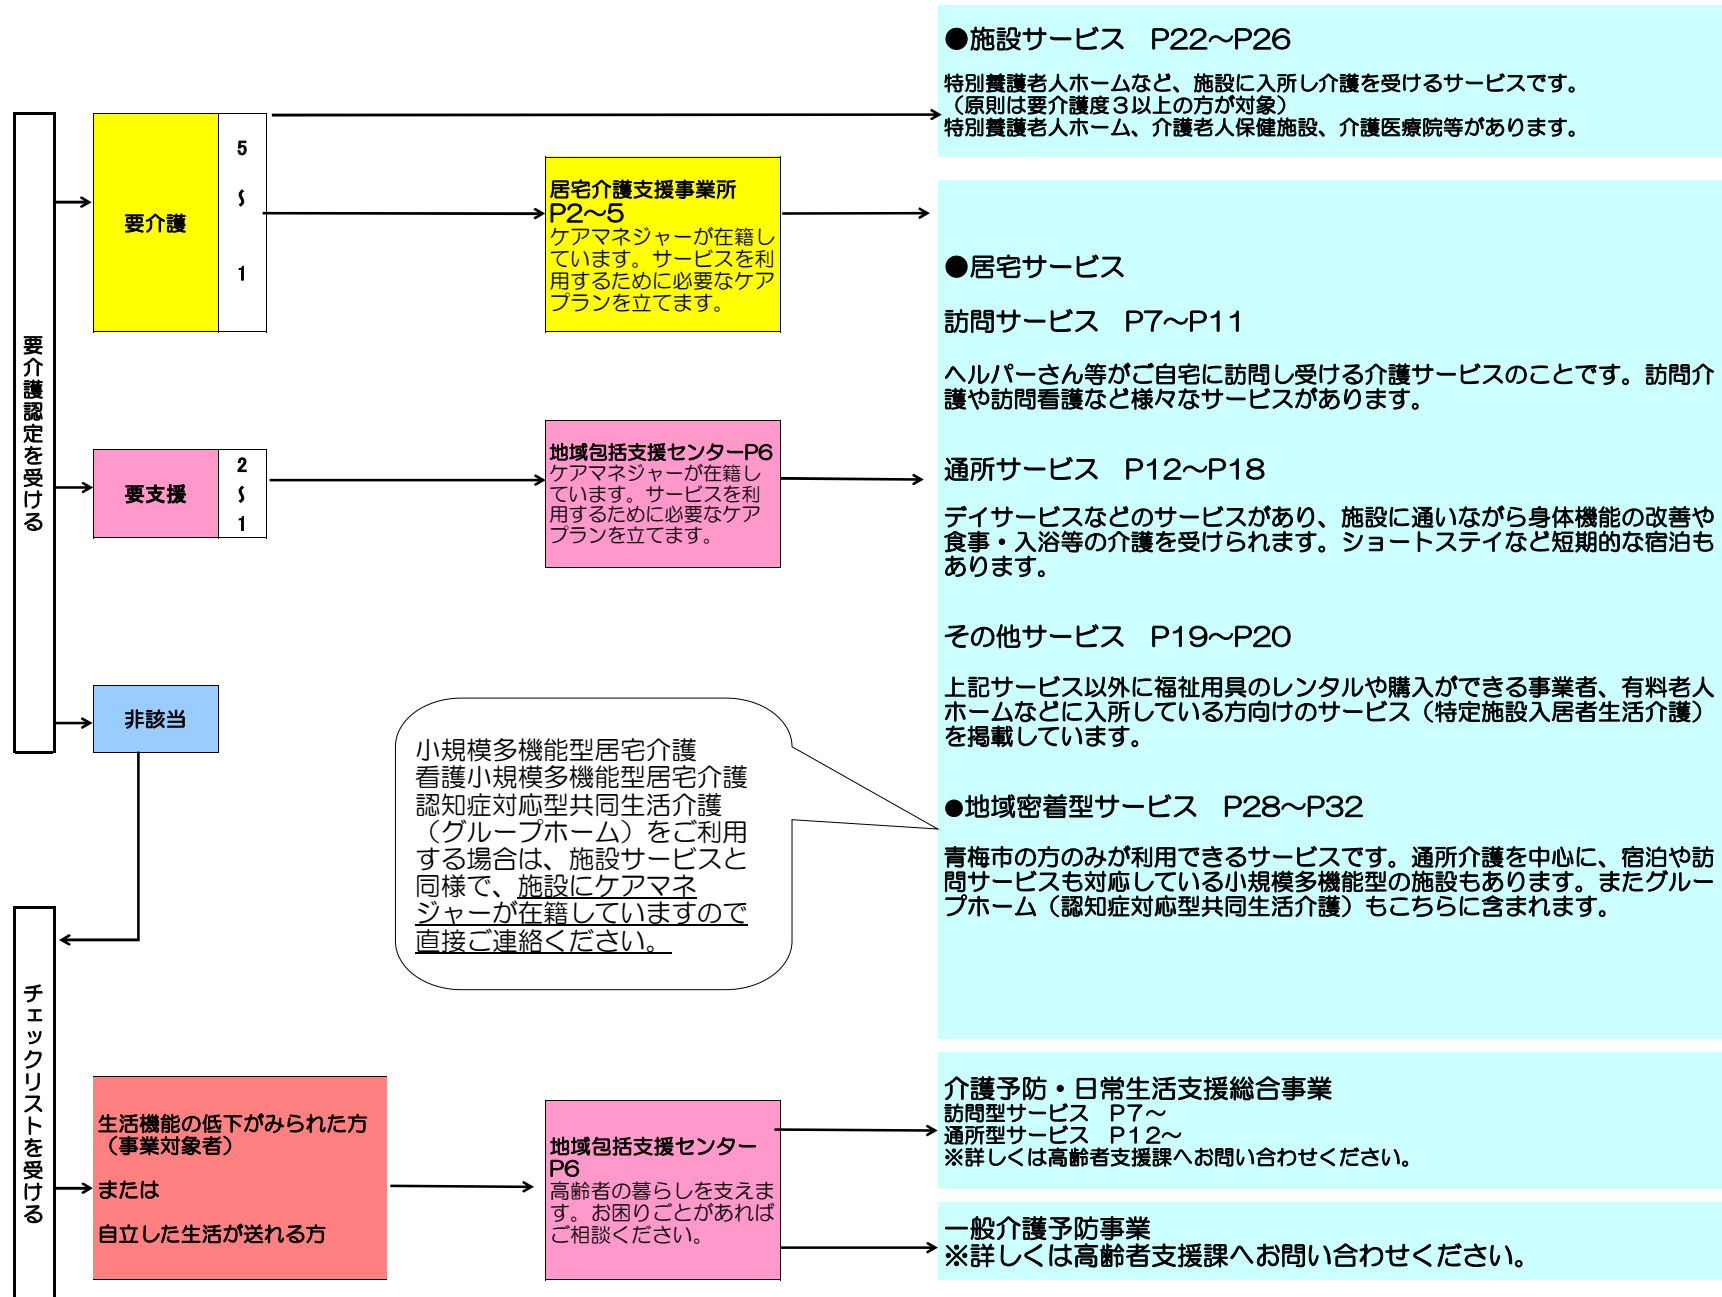 要介護認定を受ける
要介護
5
～
1
居宅介護支援事業所
P2～5
ケアマネジャーが在籍し
ています。サービスを利
用するために必要なケア
プランを立てます。
要支援
2
～
1
地域包括支援センターP6
ケアマネジャーが在籍し
ています。サービスを利
用するために必要なケア
プランを立てます。
非該当
小規模多機能型居宅介護
看護小規模多機能型居宅介護
認知症対応型共同生活介護
（グループホーム）をご利用
する場合は、施設サービスと
同様で、施設にケアマネ
ジャーが在籍していますので
直接ご連絡ください。
●施設サービス　P22～P26
特別養護老人ホームなど、施設に入所し介護を受けるサービスです。
（原則は要介護度３以上の方が対象）
特別養護老人ホーム、介護老人保健施設、介護医療院等があります。
●居宅サービス
訪問サービス　P7～P11
ヘルパーさん等がご自宅に訪問し受ける介護サービスのことです。訪問介
護や訪問看護など様々なサービスがあります。
通所サービス　P12～P18
デイサービスなどのサービスがあり、施設に通いながら身体機能の改善や
食事・入浴等の介護を受けられます。ショートステイなど短期的な宿泊も
あります。
その他サービス　P19～P20
上記サービス以外に福祉用具のレンタルや購入ができる事業者、有料老人
ホームなどに入所している方向けのサービス（特定施設入居者生活介護）
を掲載しています。
●地域密着型サービス　P28～P32
青梅市の方のみが利用できるサービスです。通所介護を中心に、宿泊や訪
問サービスも対応している小規模多機能型の施設もあります。またグルー
プホーム（認知症対応型共同生活介護）もこちらに含まれます。
チェックリストを受ける
生活機能の低下がみられた方
（事業対象者）
または
自立した生活が送れる方
地域包括支援センター
P6
高齢者の暮らしを支えま
す。お困りごとがあれば
ご相談ください。
介護予防・日常生活支援総合事業
訪問型サービス　P7～
通所型サービス　P12～
※詳しくは高齢者支援課へお問い合わせください。
一般介護予防事業
※詳しくは高齢者支援課へお問い合わせください。